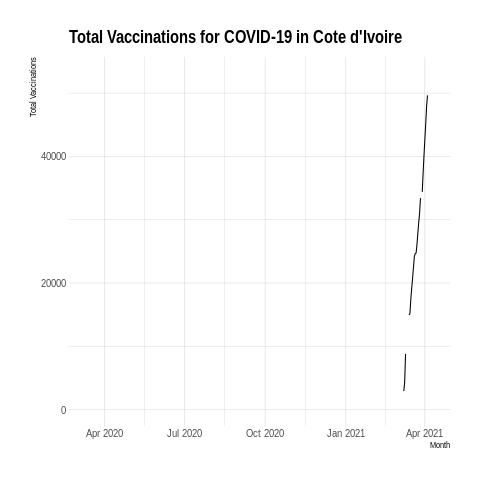 Total Vaccinations for COVID-19 in Cote d'Ivoire
Total Vaccinations
40000
20000
0
Apr 2020 Jul 2020 Oct 2020 Jan 2021 Apr 2021
Month